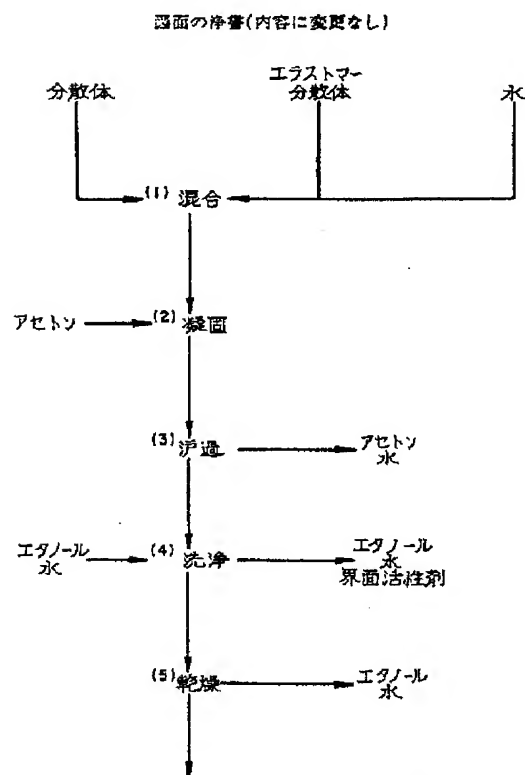 図面の浄書(内容に変更なし)
分散体
エラストマー
分散体
水
(1) 混合
アセトン
(2) 凝固
(3) 沪過
アセトン
水
エタノール
水
(4) 洗浄
エタノール
水
界面活性剤
(5) 乾燥
エタノール
水